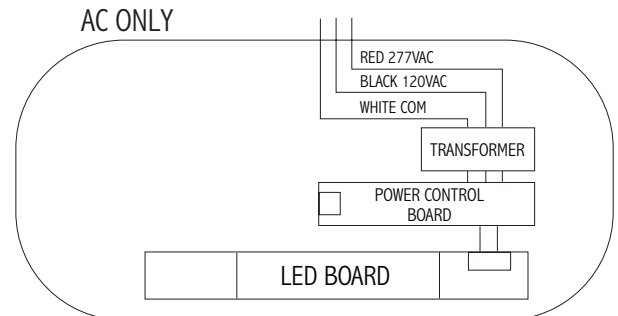 AC ONLY
RED 277VAC
BLACK 120VAC
WHITE COM
TRANSFORMER
POWER CONTROL
BOARD
LED BOARD